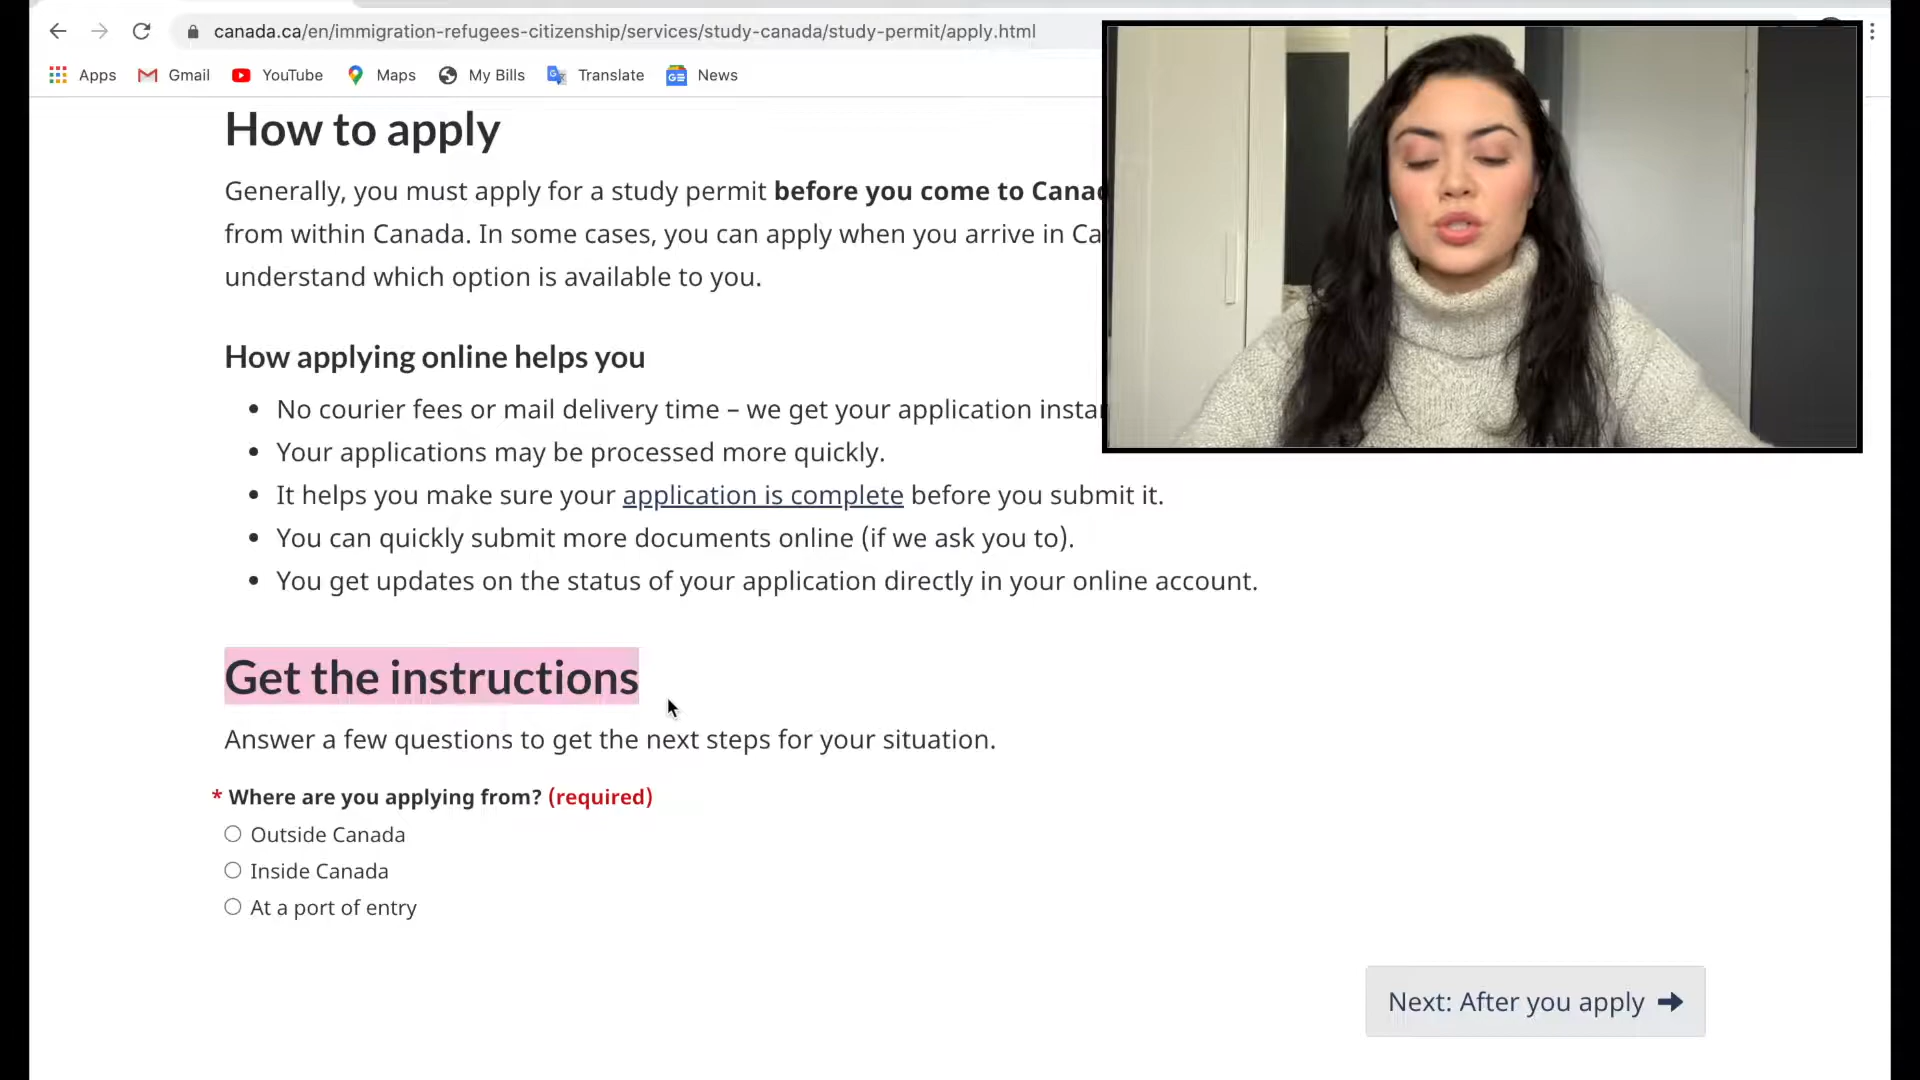 canada.ca/en/immigration-refugees-citizenship/services/study-canada/study-permit/apply.html
Apps Gmail YouTube Maps My Bills Translate News
How to apply
Generally, you must apply for a study permit before you come to Canad
from within Canada. In some cases, you can apply when you arrive in Ca
understand which option is available to you.
How applying online helps you
• No courier fees or mail delivery time – we get your application instan
• Your applications may be processed more quickly.
• It helps you make sure your application is complete before you submit it.
• You can quickly submit more documents online (if we ask you to).
• You get updates on the status of your application directly in your online account.
Get the instructions
Answer a few questions to get the next steps for your situation.
* Where are you applying from? (required)
Outside Canada
Inside Canada
At a port of entry
Next: After you apply